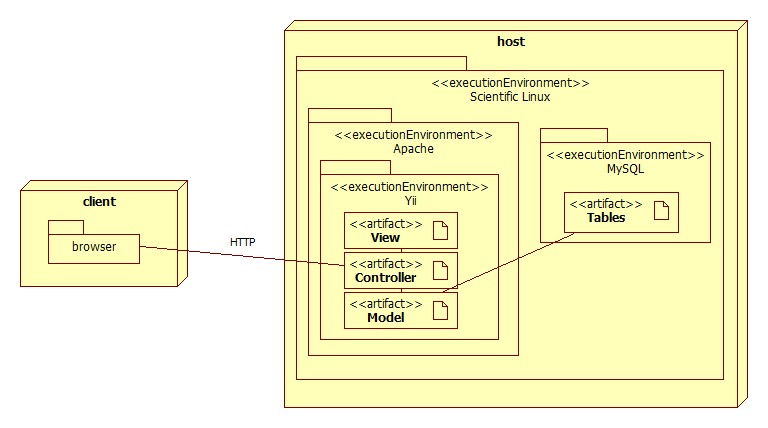 host
<<executionEnvironment>>
Scientific Linux
<<executionEnvironment>>
Apache
<<executionEnvironment>>
MySQL
<<executionEnvironment>>
Yii
<<artifact>>
View
<<artifact>>
Tables
<<artifact>>
Controller
<<artifact>>
Model
client
browser
HTTP